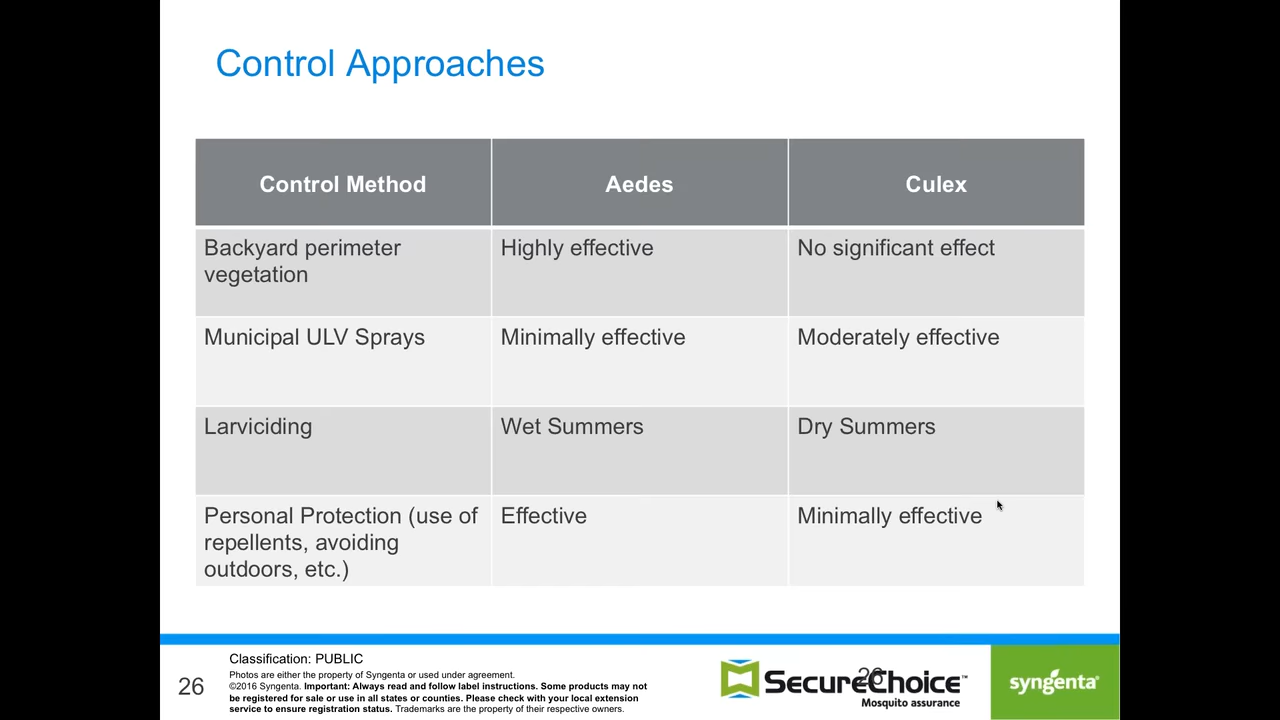 Control Approaches
Control Method
Aedes
Culex
Backyard perimeter
vegetation
Highly effective
No significant effect
Municipal ULV Sprays
Minimally effective
Moderately effective
Larviciding
Wet Summers
Dry Summers
Personal Protection (use of
repellents, avoiding
outdoors, etc.)
Effective
Minimally effective
26
Classification: PUBLIC
Photos are either the property of Syngenta or used under agreement.
©2016 Syngenta. Important: Always read and follow label instructions. Some products may not
be registered for sale or use in all states or counties. Please check with your local extension
service to ensure registration status. Trademarks are the property of their respective owners.
26
SecureChoice™
Mosquito assurance
syngenta